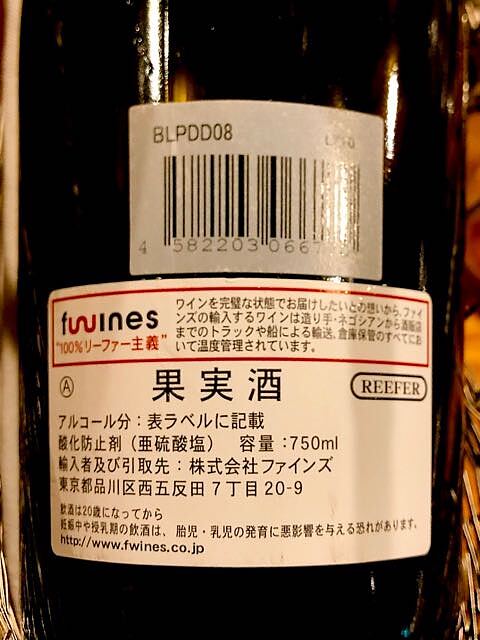 BLPDD08
4 582203 0667
fwines
"100%リーファー主義"
ワインを完璧な状態でお届けしたいとの想いから、ファイ
ンズの輸入するワインは造り手・ネゴシアンから酒販店
までのトラックや船による輸送、倉庫保管のすべてにお
いて温度管理されています。
Ⓐ 果実酒 REEFER
アルコール分：表ラベルに記載
酸化防止剤（亜硫酸塩） 容量：750ml
輸入者及び引取先：株式会社ファインズ
東京都品川区西五反田7丁目20-9
飲酒は20歳になってから
妊娠中や授乳期の飲酒は、胎児・乳児の発育に悪影響を与える恐れがあります。
http://www.fwines.co.jp